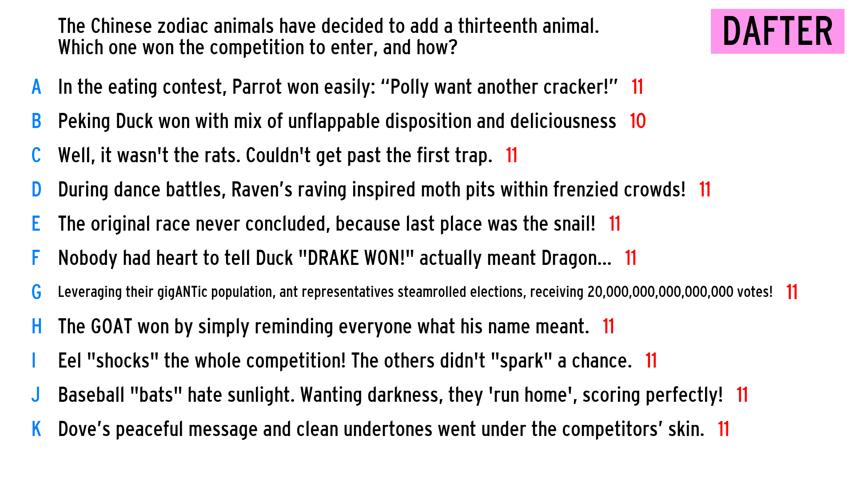 The Chinese zodiac animals have decided to add a thirteenth animal.
Which one won the competition to enter, and how?
DAFTER
A In the eating contest, Parrot won easily: “Polly want another cracker!” 11
B Peking Duck won with mix of unflappable disposition and deliciousness 10
C Well, it wasn't the rats. Couldn't get past the first trap. 11
D During dance battles, Raven’s raving inspired moth pits within frenzied crowds! 11
E The original race never concluded, because last place was the snail! 11
F Nobody had heart to tell Duck "DRAKE WON!" actually meant Dragon... 11
G Leveraging their gigANTic population, ant representatives steamrolled elections, receiving 20,000,000,000,000,000 votes! 11
H The GOAT won by simply reminding everyone what his name meant. 11
I Eel "shocks" the whole competition! The others didn't "spark" a chance. 11
J Baseball "bats" hate sunlight. Wanting darkness, they 'run home', scoring perfectly! 11
K Dove’s peaceful message and clean undertones went under the competitors’ skin. 11